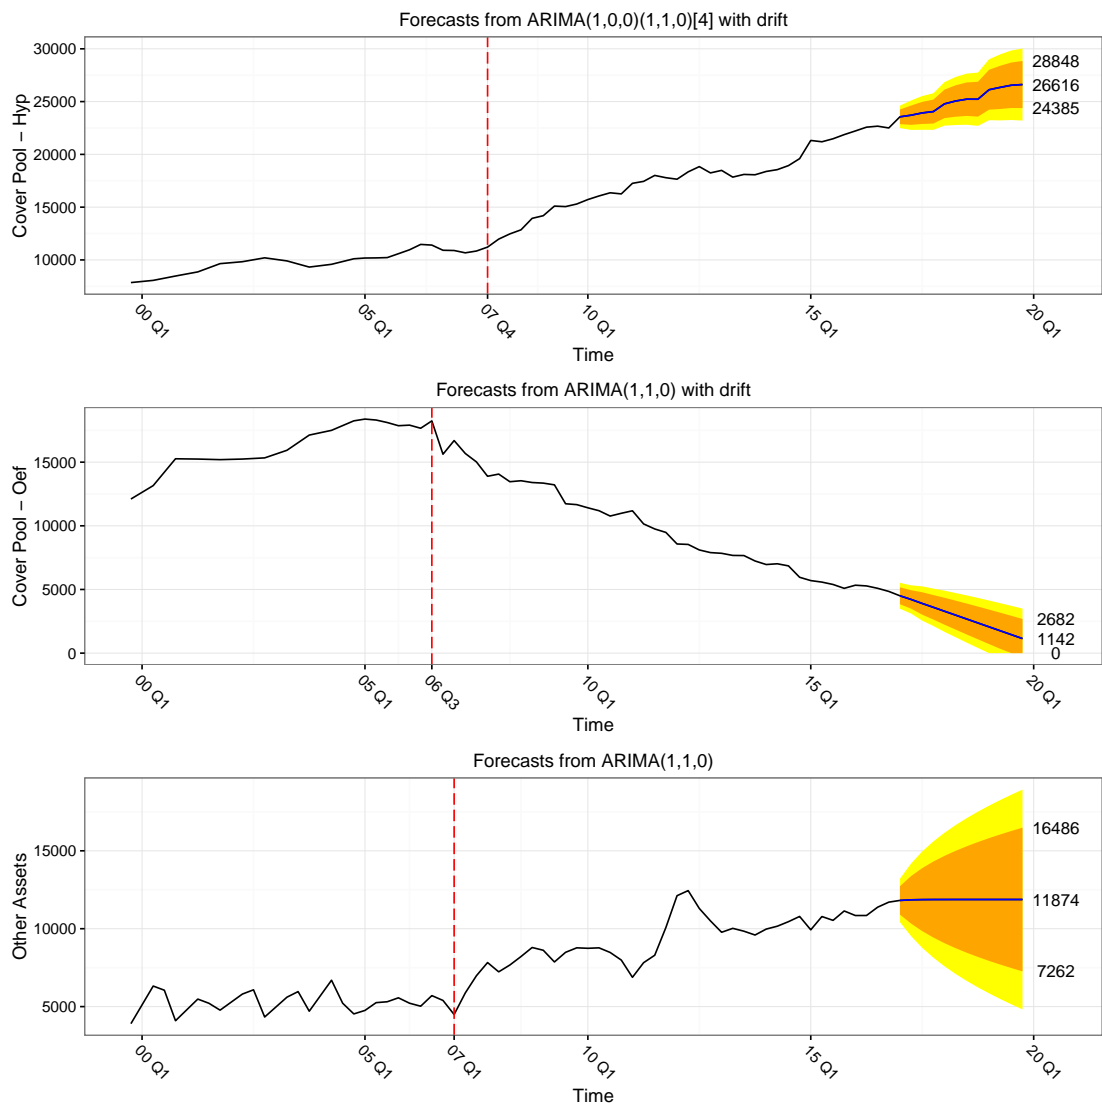 Forecasts from ARIMA(1,0,0)(1,1,0)[4] with drift
Cover Pool − Hyp
30000
25000
20000
15000
10000
28848
26616
24385
00 Q1
05 Q1
07 Q4
10 Q1
15 Q1
20 Q1
Time
Forecasts from ARIMA(1,1,0) with drift
Cover Pool − Oef
15000
10000
5000
0
2682
1142
0
00 Q1
05 Q1
06 Q3
10 Q1
15 Q1
20 Q1
Time
Forecasts from ARIMA(1,1,0)
Other Assets
15000
10000
5000
16486
11874
7262
00 Q1
05 Q1
07 Q1
10 Q1
15 Q1
20 Q1
Time